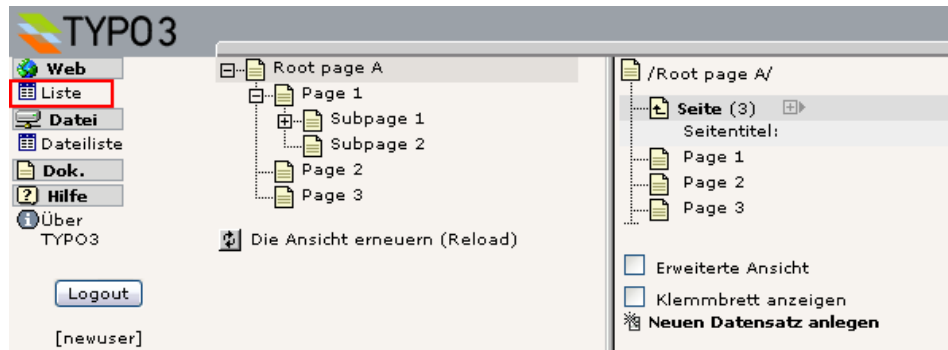 TYPO3
Web
Liste
Datei
Dateiliste
Dok.
Hilfe
Über
TYPO3
Logout
[newuser]
Root page A
Page 1
Subpage 1
Subpage 2
Page 2
Page 3
Die Ansicht erneuern (Reload)
/Root page A/
Seite (3)
Seitentitel:
Page 1
Page 2
Page 3
Erweiterte Ansicht
Klemmbrett anzeigen
Neuen Datensatz anlegen